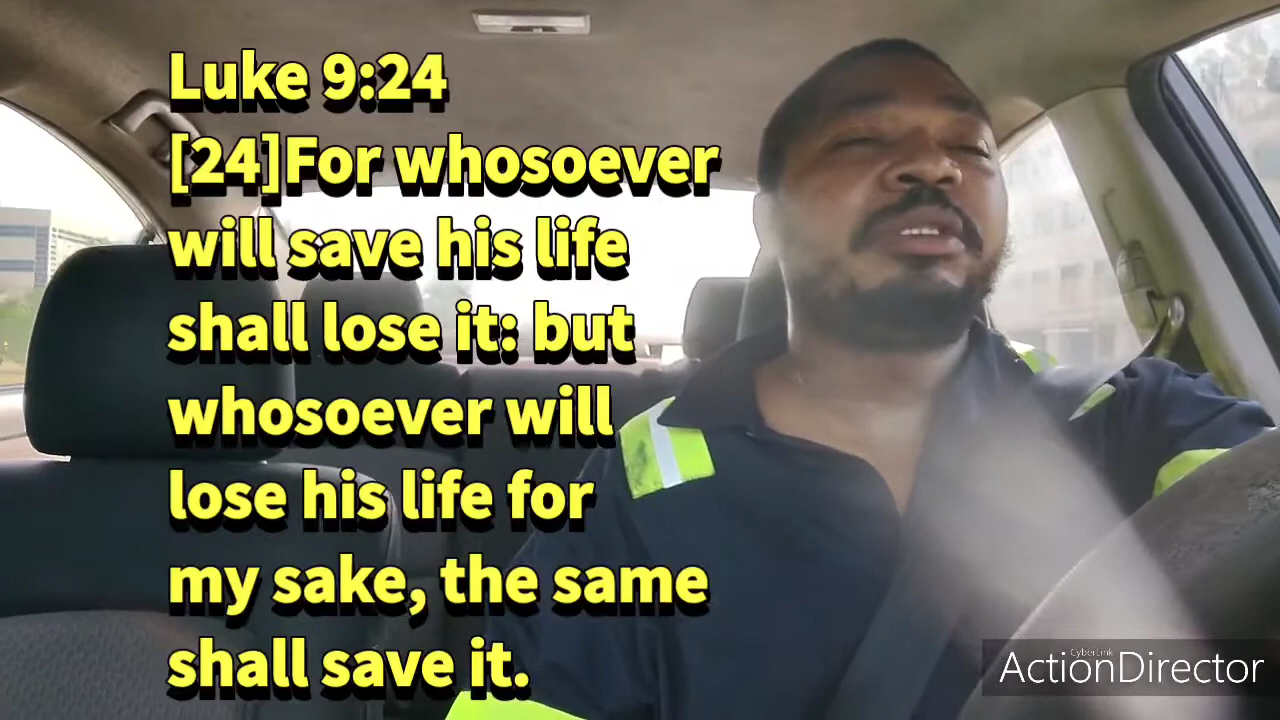 Luke 9:24
[24]For whosoever
will save his life
shall lose it: but
whosoever will
lose his life for
my sake, the same
shall save it.
CyberLink
ActionDirector